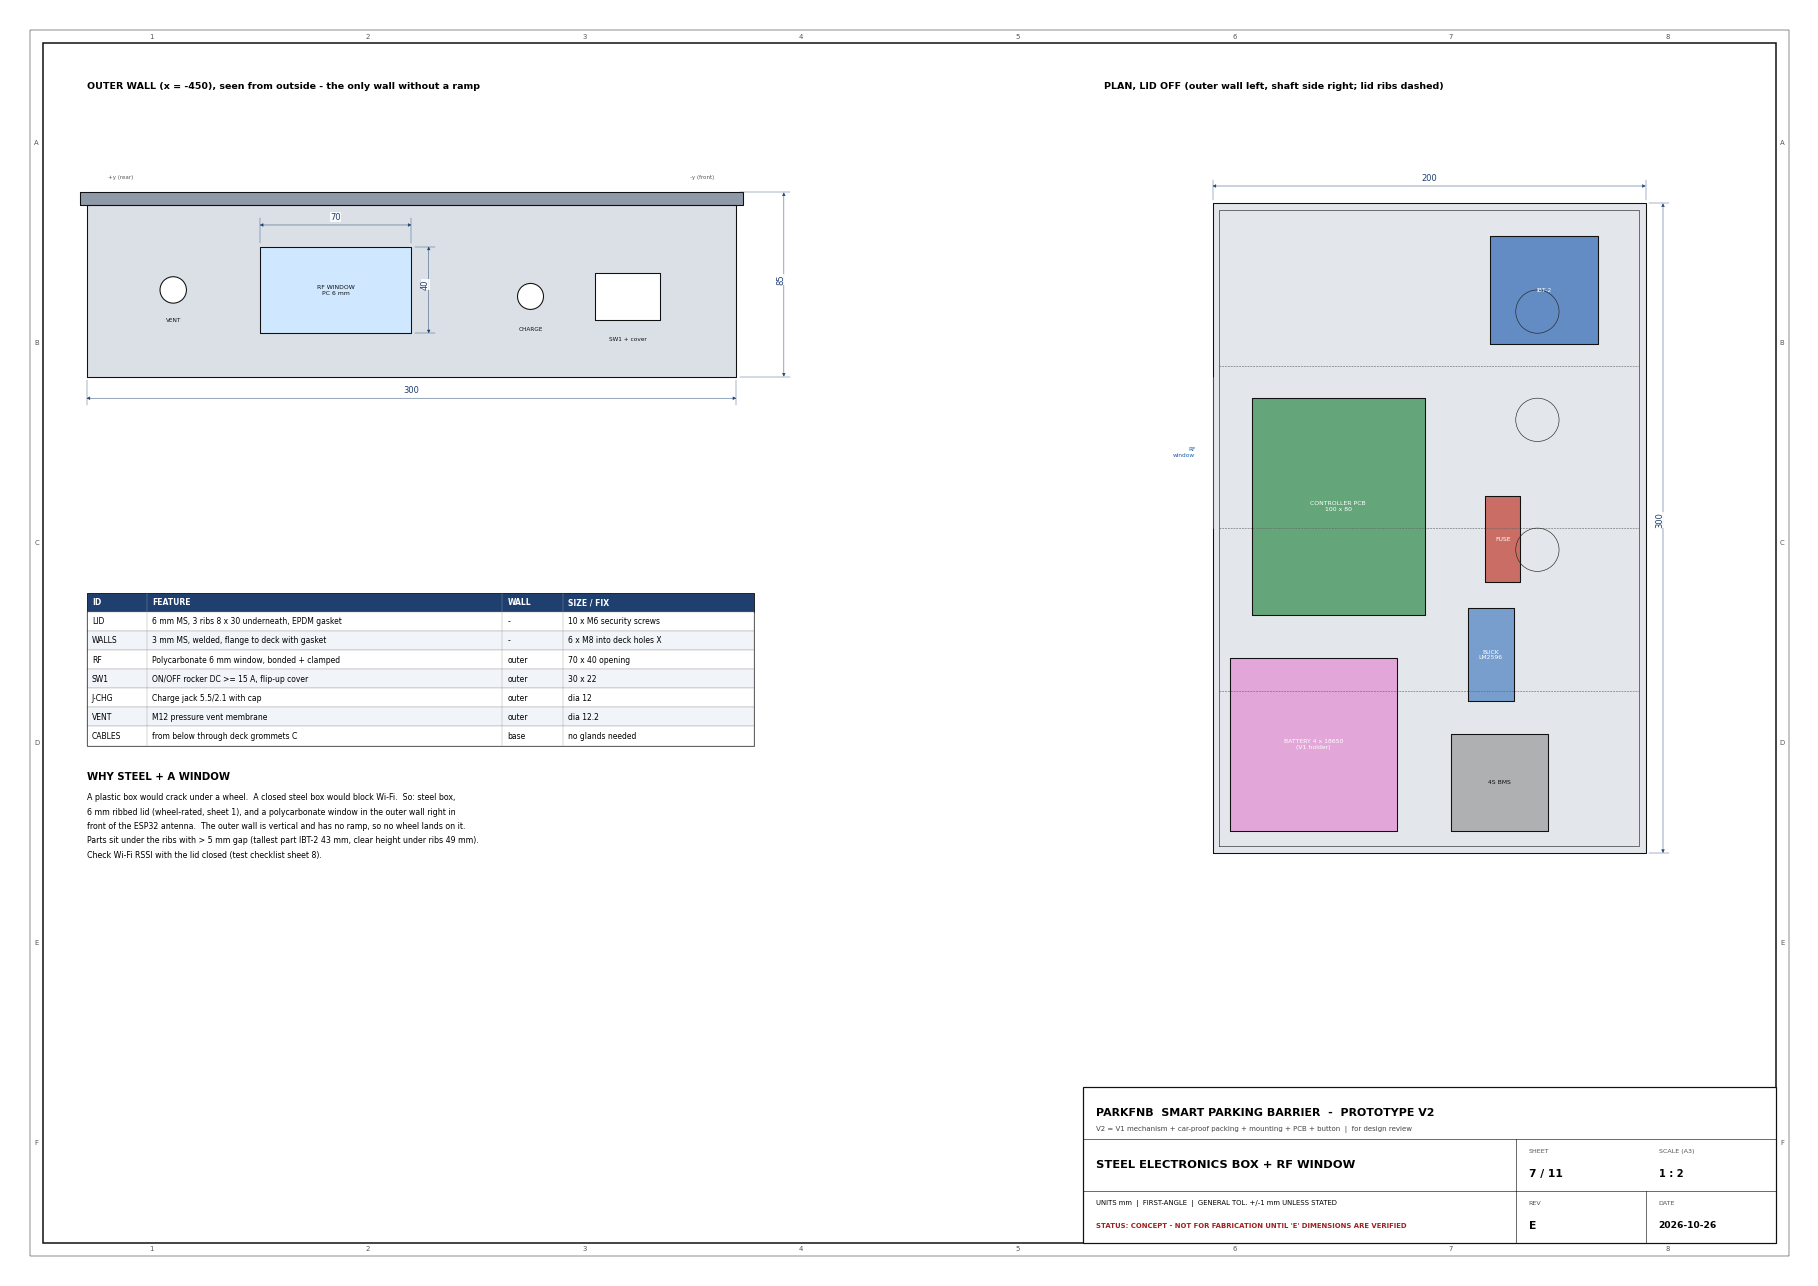 1 2 3 4 5 6 7 8
OUTER WALL (x = -450), seen from outside - the only wall without a ramp
PLAN, LID OFF (outer wall left, shaft side right; lid ribs dashed)
A
A
+y (rear)
-y (front)
70
RF WINDOW
PC 6 mm
40
85
VENT
CHARGE
SW1 + cover
300
B
B
200
IBT-2
RF
window
CONTROLLER PCB
100 x 80
FUSE
300
BUCK
LM2596
BATTERY 4 x 18650
(V1 holder)
4S BMS
C
C
ID FEATURE WALL SIZE / FIX
LID 6 mm MS, 3 ribs 8 x 30 underneath, EPDM gasket - 10 x M6 security screws
WALLS 3 mm MS, welded, flange to deck with gasket - 6 x M8 into deck holes X
RF Polycarbonate 6 mm window, bonded + clamped outer 70 x 40 opening
SW1 ON/OFF rocker DC >= 15 A, flip-up cover outer 30 x 22
J-CHG Charge jack 5.5/2.1 with cap outer dia 12
VENT M12 pressure vent membrane outer dia 12.2
CABLES from below through deck grommets C base no glands needed
D
D
WHY STEEL + A WINDOW
A plastic box would crack under a wheel. A closed steel box would block Wi-Fi. So: steel box,
6 mm ribbed lid (wheel-rated, sheet 1), and a polycarbonate window in the outer wall right in
front of the ESP32 antenna. The outer wall is vertical and has no ramp, so no wheel lands on it.
Parts sit under the ribs with > 5 mm gap (tallest part IBT-2 43 mm, clear height under ribs 49 mm).
Check Wi-Fi RSSI with the lid closed (test checklist sheet 8).
E
E
F
F
PARKFNB SMART PARKING BARRIER - PROTOTYPE V2
V2 = V1 mechanism + car-proof packing + mounting + PCB + button | for design review
STEEL ELECTRONICS BOX + RF WINDOW
SHEET
7 / 11
SCALE (A3)
1 : 2
UNITS mm | FIRST-ANGLE | GENERAL TOL. +/-1 mm UNLESS STATED
STATUS: CONCEPT - NOT FOR FABRICATION UNTIL 'E' DIMENSIONS ARE VERIFIED
REV
E
DATE
2026-10-26
1 2 3 4 5 6 7 8